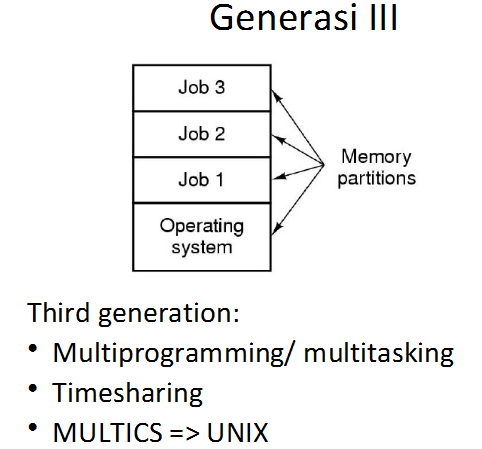 Generasi III
Job 3
Job 2
Job 1
Operating
system
Memory
partitions
Third generation:
• Multiprogramming/ multitasking
• Timesharing
• MULTICS => UNIX